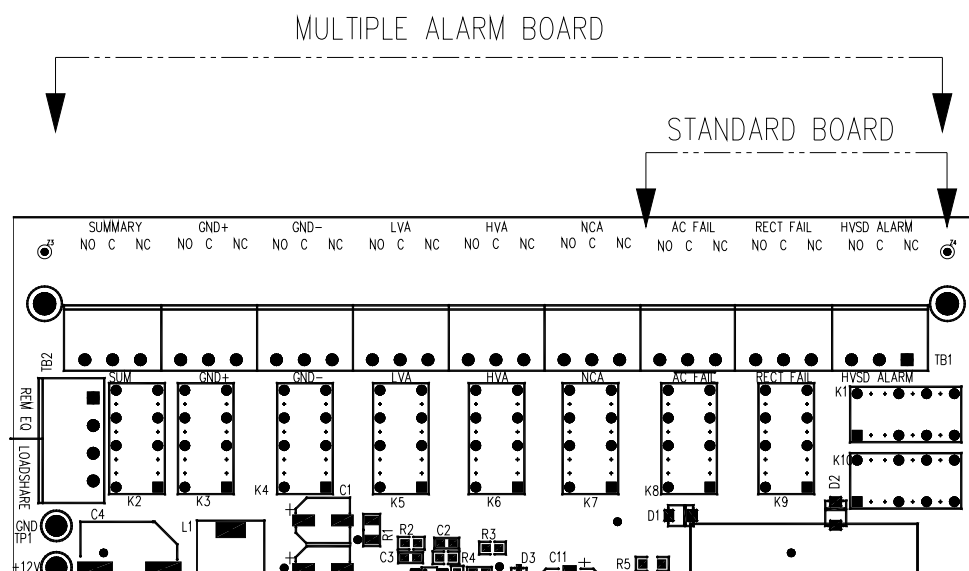 MULTIPLE ALARM BOARD
STANDARD BOARD
SUMMARY GND+ GND- LVA HVA NCA AC FAIL RECT FAIL HVSD ALARM
NO C NC NO C NC NO C NC NO C NC NO C NC NO C NC NO C NC NO C NC NO C NC
Z3 Z4
TB2 TB1
SUM GND+ GND- LVA HVA NCA AC FAIL RECT FAIL HVSD ALARM
REM EQ
LOADSHARE
K1
K10
K2 K3 K4 K5 K6 K7 K8 K9
C1 D2
GND
TP1
C4 L1 R1 D1
R2 C2 R3
C3 R4 D3 C11 R5
+12V